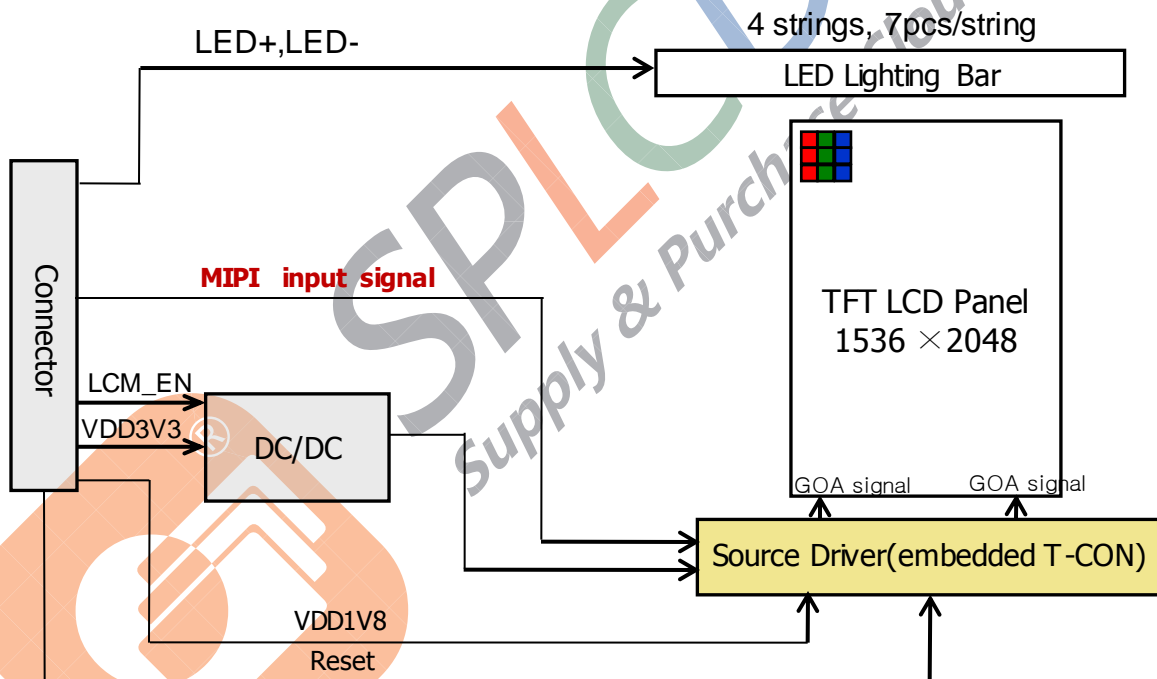 4 strings, 7pcs/string
LED+,LED-
LED Lighting Bar
Connector
MIPI input signal
TFT LCD Panel
1536 ×2048
LCM_EN
VDD3V3
DC/DC
GOA signal
GOA signal
Source Driver(embedded T-CON)
VDD1V8
Reset
SPLC
Supply & Purchase
®